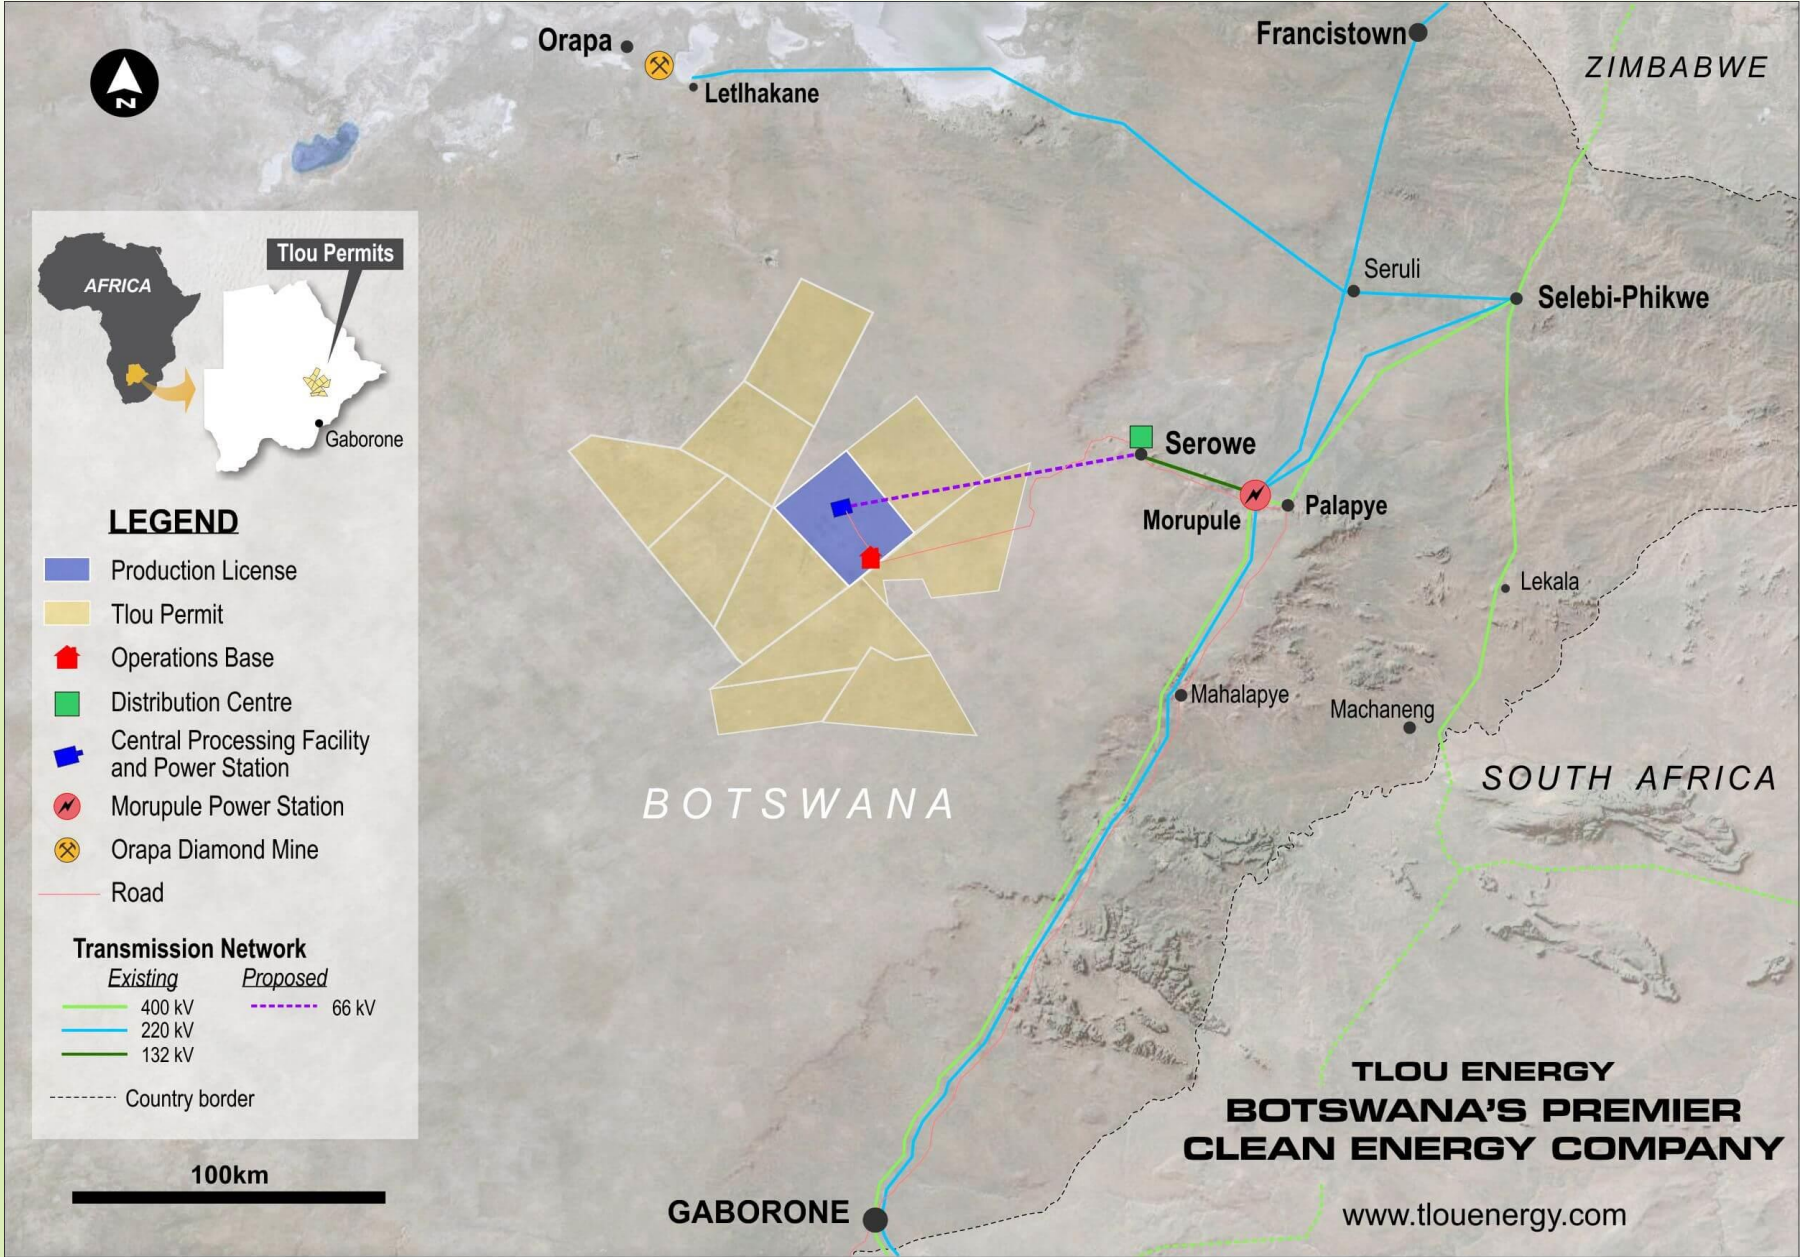 Orapa
Letlhakane
Francistown
ZIMBABWE
N
Tlou Permits
AFRICA
Gaborone
Seruli
Selebi-Phikwe
Serowe
Morupule
Palapye
Lekala
Mahalapye
Machaneng
BOTSWANA
SOUTH AFRICA
GABORONE
LEGEND
Production License
Tlou Permit
Operations Base
Distribution Centre
Central Processing Facility
and Power Station
Morupule Power Station
Orapa Diamond Mine
Road
Transmission Network
Existing Proposed
400 kV 66 kV
220 kV
132 kV
Country border
100km
TLOU ENERGY
BOTSWANA'S PREMIER
CLEAN ENERGY COMPANY
www.tlouenergy.com